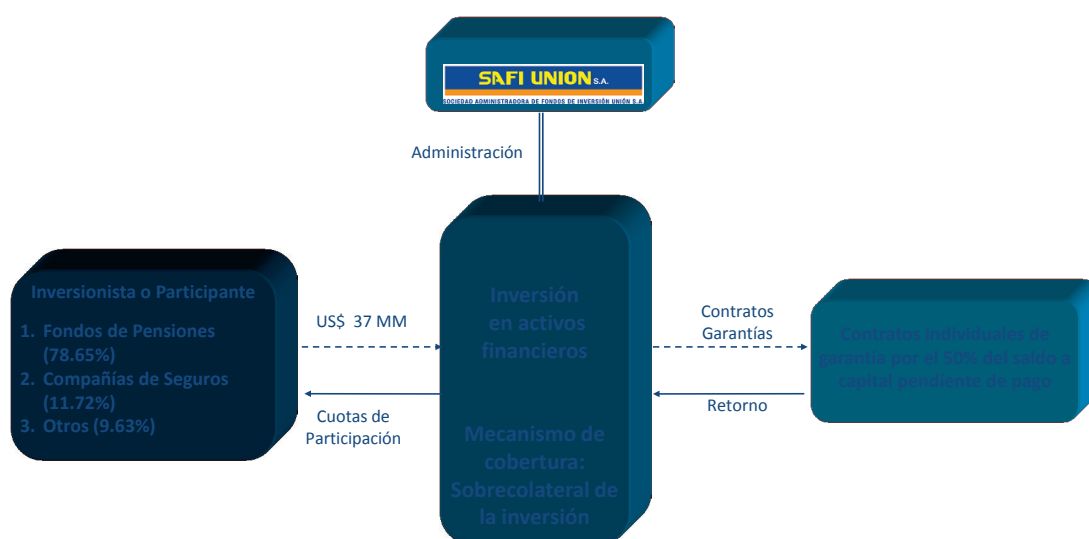 SAFI UNION S.A.
SOCIEDAD ADMINISTRADORA DE FONDOS DE INVERSIÓN UNIÓN S.A.
Administración
Inversionista o Participante
1. Fondos de Pensiones
(78.65%)
2. Compañías de Seguros
(11.72%)
3. Otros (9.63%)
US$ 37 MM
Cuotas de
Participación
Inversión
en activos
financieros
Mecanismo de
cobertura:
Sobrecolateral de
la inversión
Contratos
Garantías
Retorno
Contratos individuales de
garantía por el 50% del saldo a
capital pendiente de pago